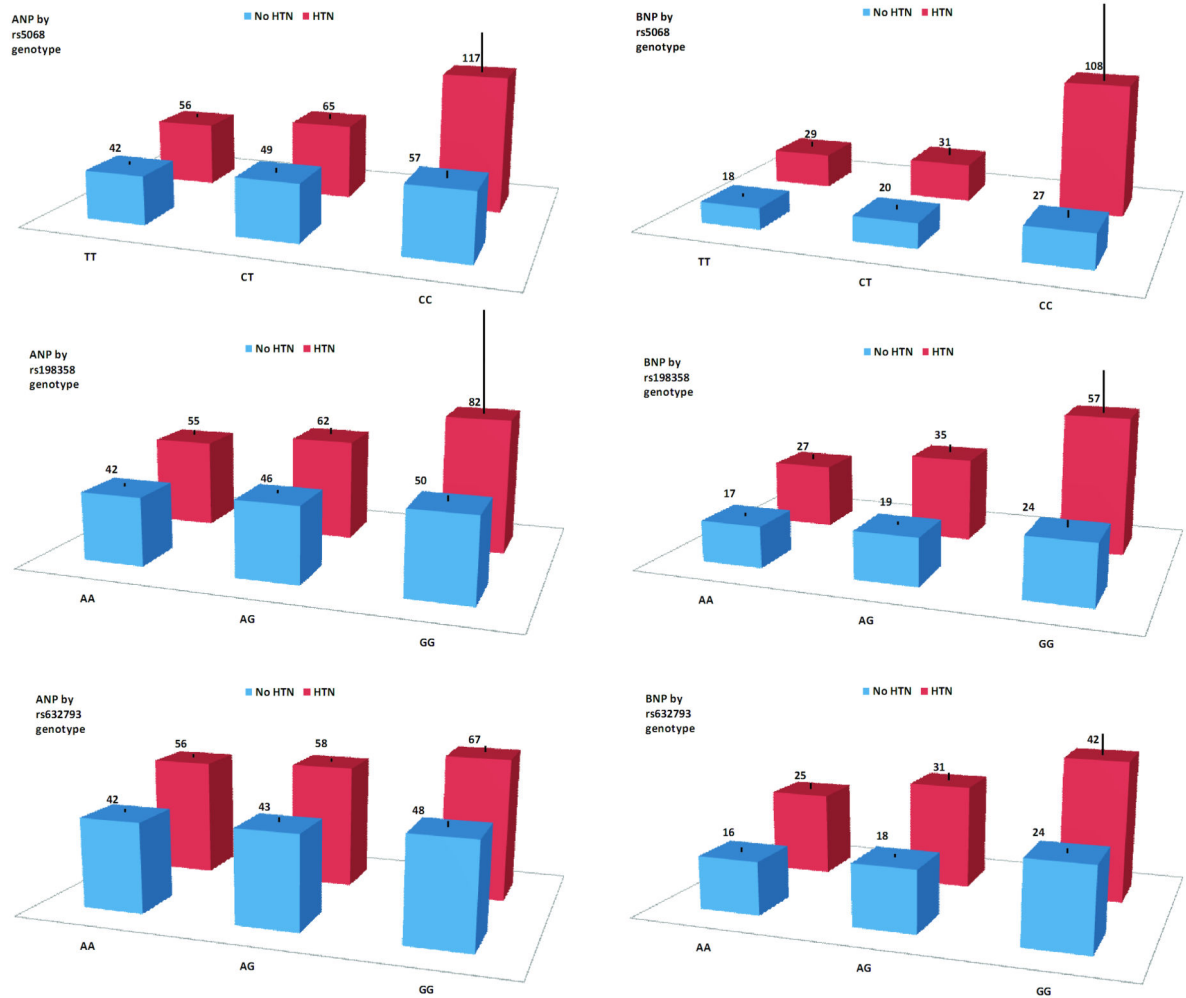 ANP by
rs5068
genotype
No HTN HTN
42 56 49 65 57 117
TT
CT
CC
BNP by
rs5068
genotype
No HTN HTN
18 29 20 31 27 108
TT
CT
CC
ANP by
rs198358
genotype
No HTN HTN
42 55 46 62 50 82
AA
AG
GG
BNP by
rs198358
genotype
No HTN HTN
17 27 19 35 24 57
AA
AG
GG
ANP by
rs632793
genotype
No HTN HTN
42 56 43 58 48 67
AA
AG
GG
BNP by
rs632793
genotype
No HTN HTN
16 25 18 31 24 42
AA
AG
GG